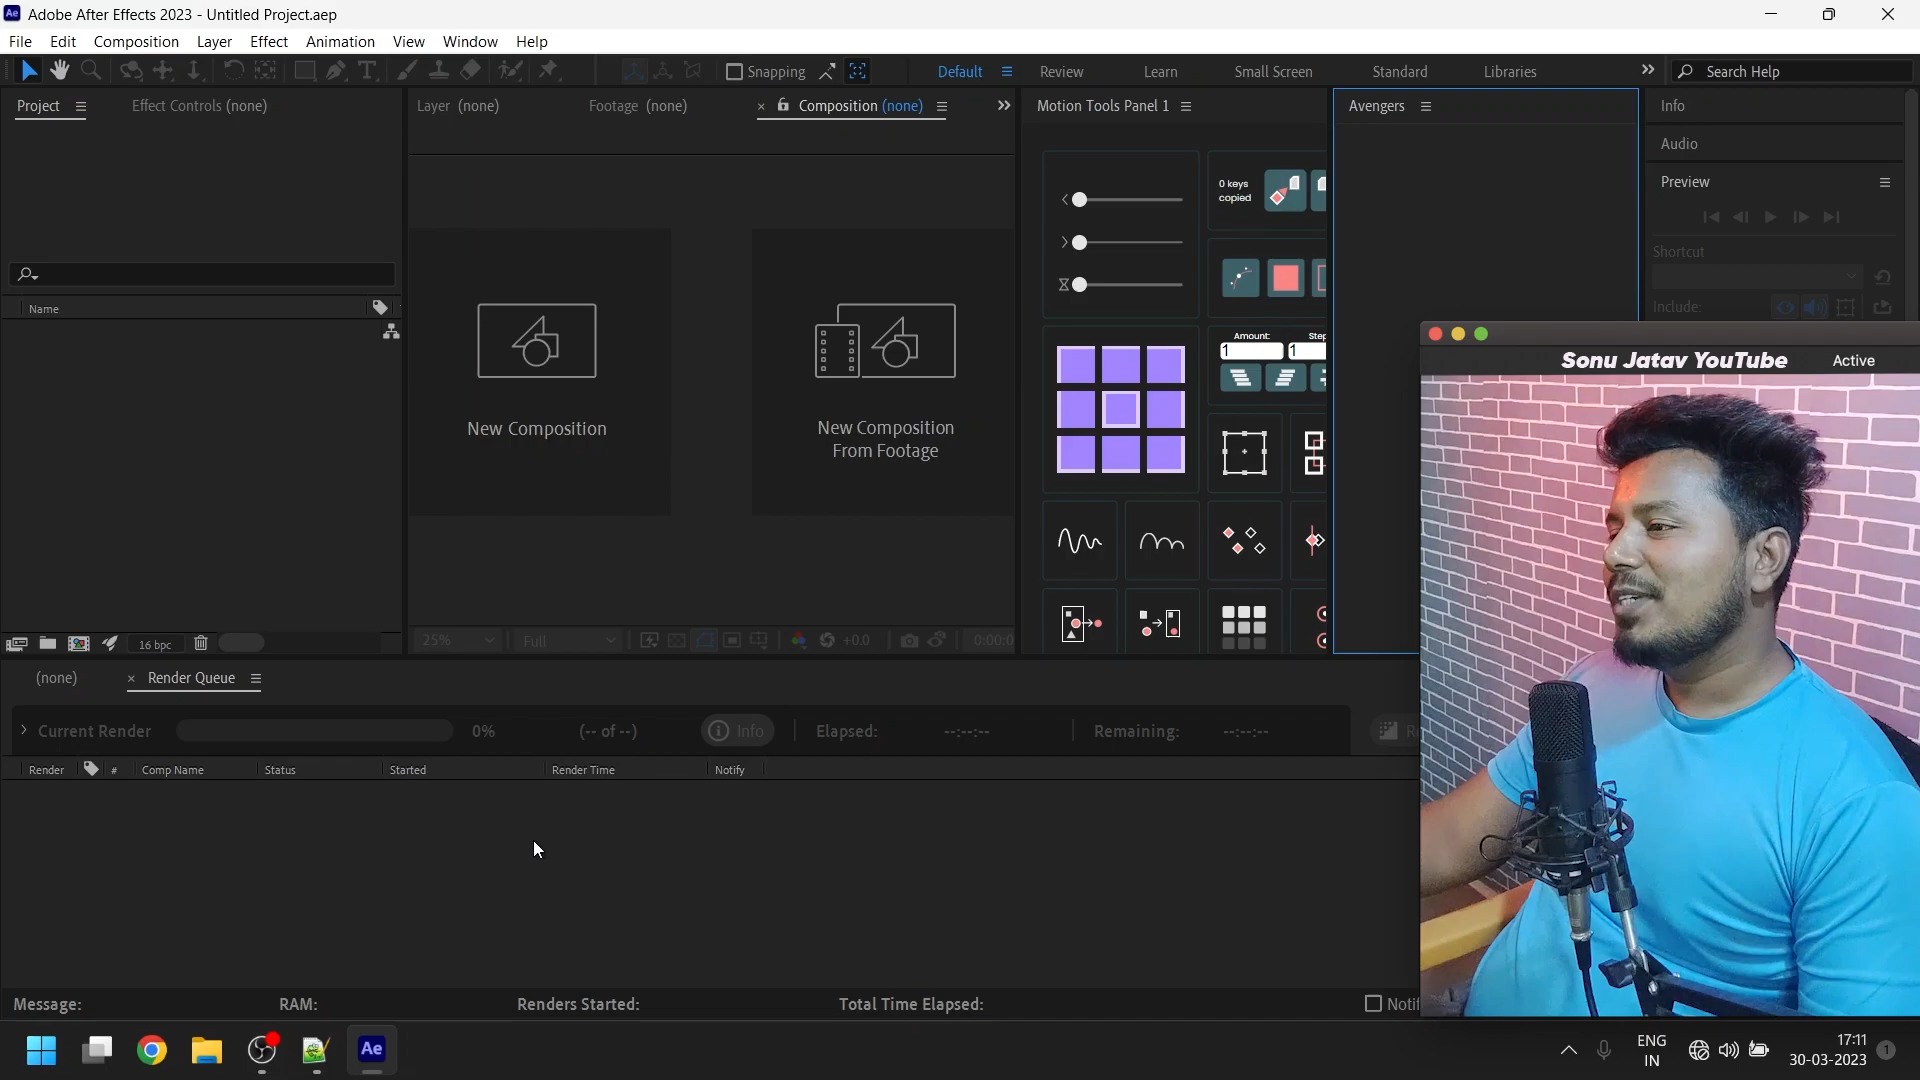 Ae Adobe After Effects 2023 - Untitled Project.aep
File Edit Composition Layer Effect Animation View Window Help
Snapping Default Review Learn Small Screen Standard Libraries Search Help
Project Effect Controls (none) Layer (none) Footage (none) × Composition (none) Motion Tools Panel 1 Avengers Info
Audio
Preview
0 keys
copied
Shortcut
Name
Include:
Amount:
1 1
Sonu Jatav YouTube Active
New Composition
New Composition
From Footage
16 bpc
25% Full +0.0
(none) × Render Queue
Current Render 0% (-- of --) Info Elapsed: --:--:-- Remaining: --:--:--
Render # Comp Name Status Started Render Time Notify
Message: RAM: Renders Started: Total Time Elapsed:
Ae
ENG
IN
17:11
30-03-2023
1